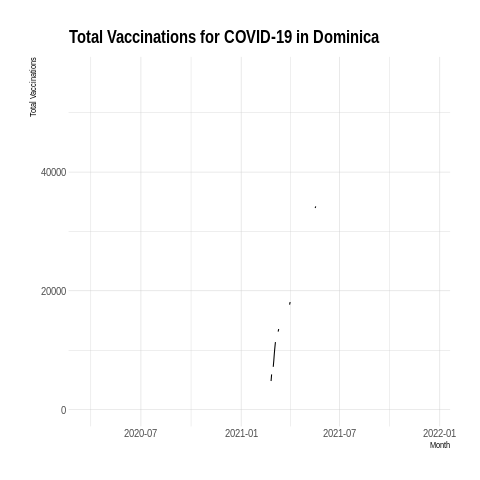 Total Vaccinations for COVID-19 in Dominica
Total Vaccinations
40000
20000
0
2020-07 2021-01 2021-07 2022-01
Month